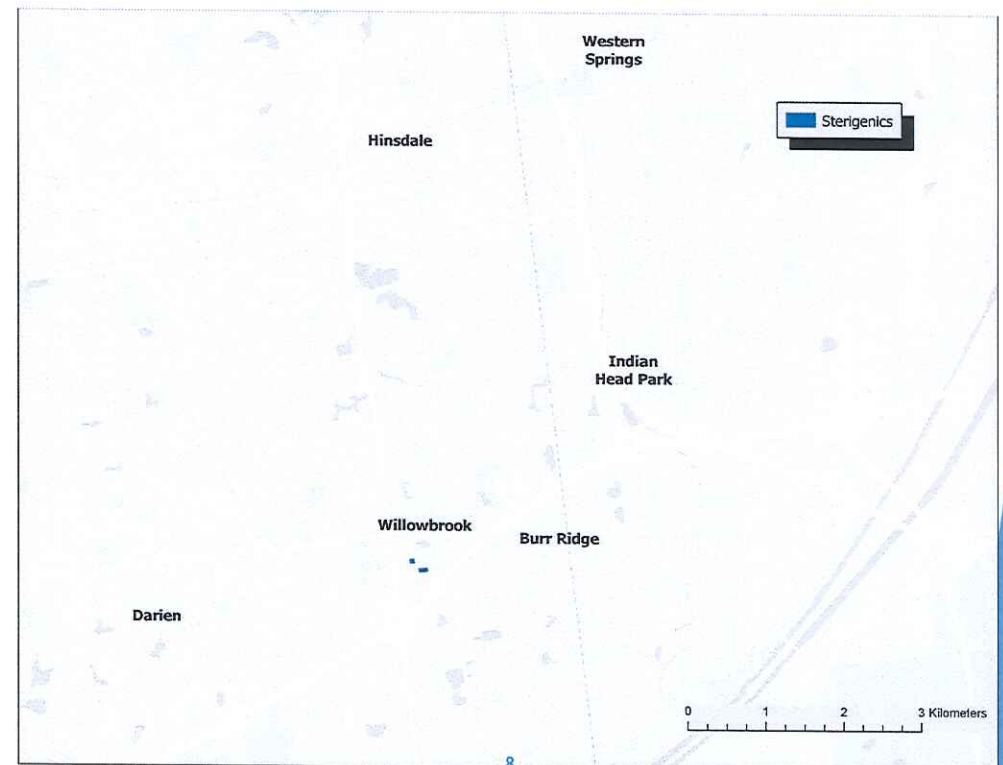 Western
Springs
Sterigenics
Hinsdale
Indian
Head Park
Willowbrook
Burr Ridge
Darien
0 1 2 3 Kilometers
8